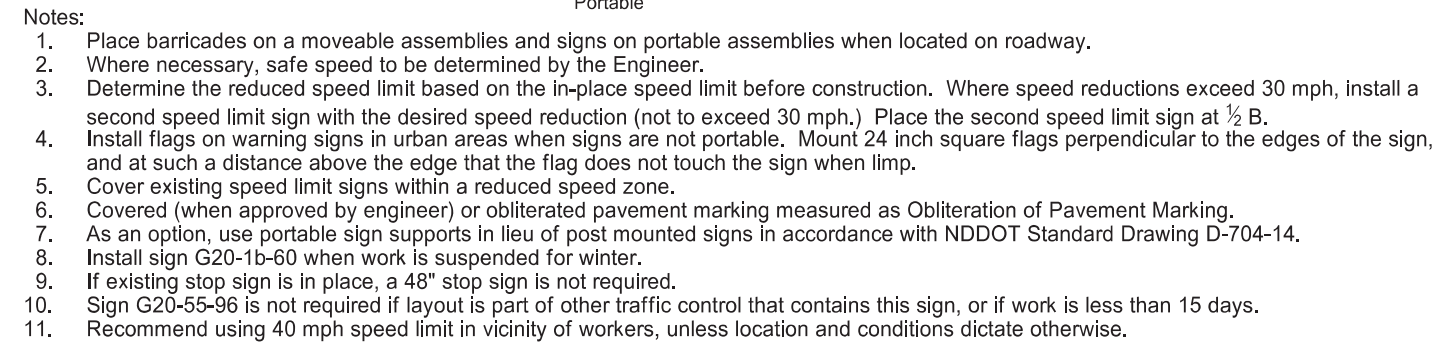 Portable
Notes:
1. Place barricades on a moveable assemblies and signs on portable assemblies when located on roadway.
2. Where necessary, safe speed to be determined by the Engineer.
3. Determine the reduced speed limit based on the in-place speed limit before construction. Where speed reductions exceed 30 mph, install a
second speed limit sign with the desired speed reduction (not to exceed 30 mph.) Place the second speed limit sign at ½ B.
4. Install flags on warning signs in urban areas when signs are not portable. Mount 24 inch square flags perpendicular to the edges of the sign,
and at such a distance above the edge that the flag does not touch the sign when limp.
5. Cover existing speed limit signs within a reduced speed zone.
6. Covered (when approved by engineer) or obliterated pavement marking measured as Obliteration of Pavement Marking.
7. As an option, use portable sign supports in lieu of post mounted signs in accordance with NDDOT Standard Drawing D-704-14.
8. Install sign G20-1b-60 when work is suspended for winter.
9. If existing stop sign is in place, a 48" stop sign is not required.
10. Sign G20-55-96 is not required if layout is part of other traffic control that contains this sign, or if work is less than 15 days.
11. Recommend using 40 mph speed limit in vicinity of workers, unless location and conditions dictate otherwise.